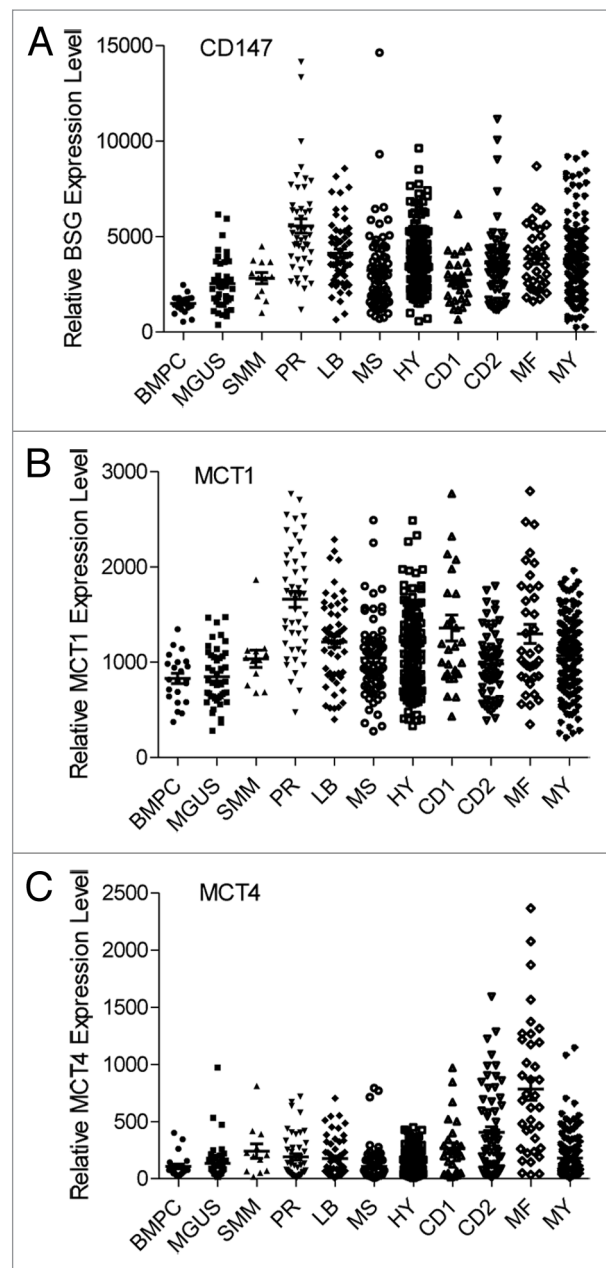 A
CD147
Relative BSG Expression Level
15000
10000
5000
0
BMPC MGUS SMM PR LB MS HY CD1 CD2 MF MY
B
MCT1
Relative MCT1 Expression Level
3000
2000
1000
0
BMPC MGUS SMM PR LB MS HY CD1 CD2 MF MY
C
MCT4
Relative MCT4 Expression Level
2500
2000
1500
1000
500
0
BMPC MGUS SMM PR LB MS HY CD1 CD2 MF MY